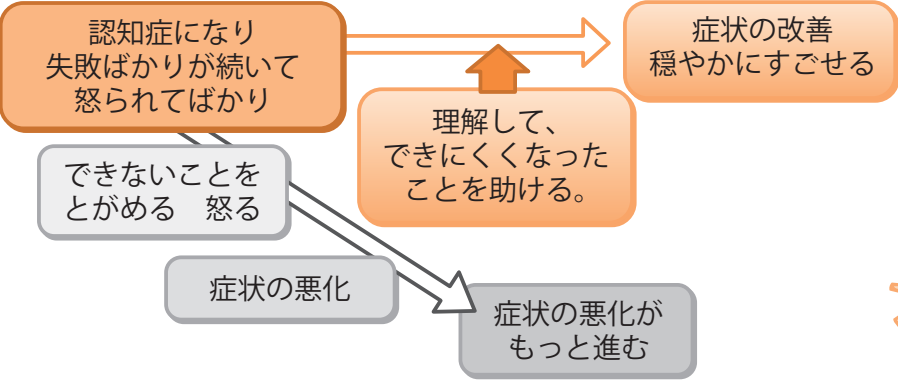 認知症になり
失敗ばかりが続いて
怒られてばかり
症状の改善
穏やかにすごせる
理解して、
できにくくなった
ことを助ける。
できないことを
とがめる　怒る
症状の悪化
症状の悪化が
もっと進む